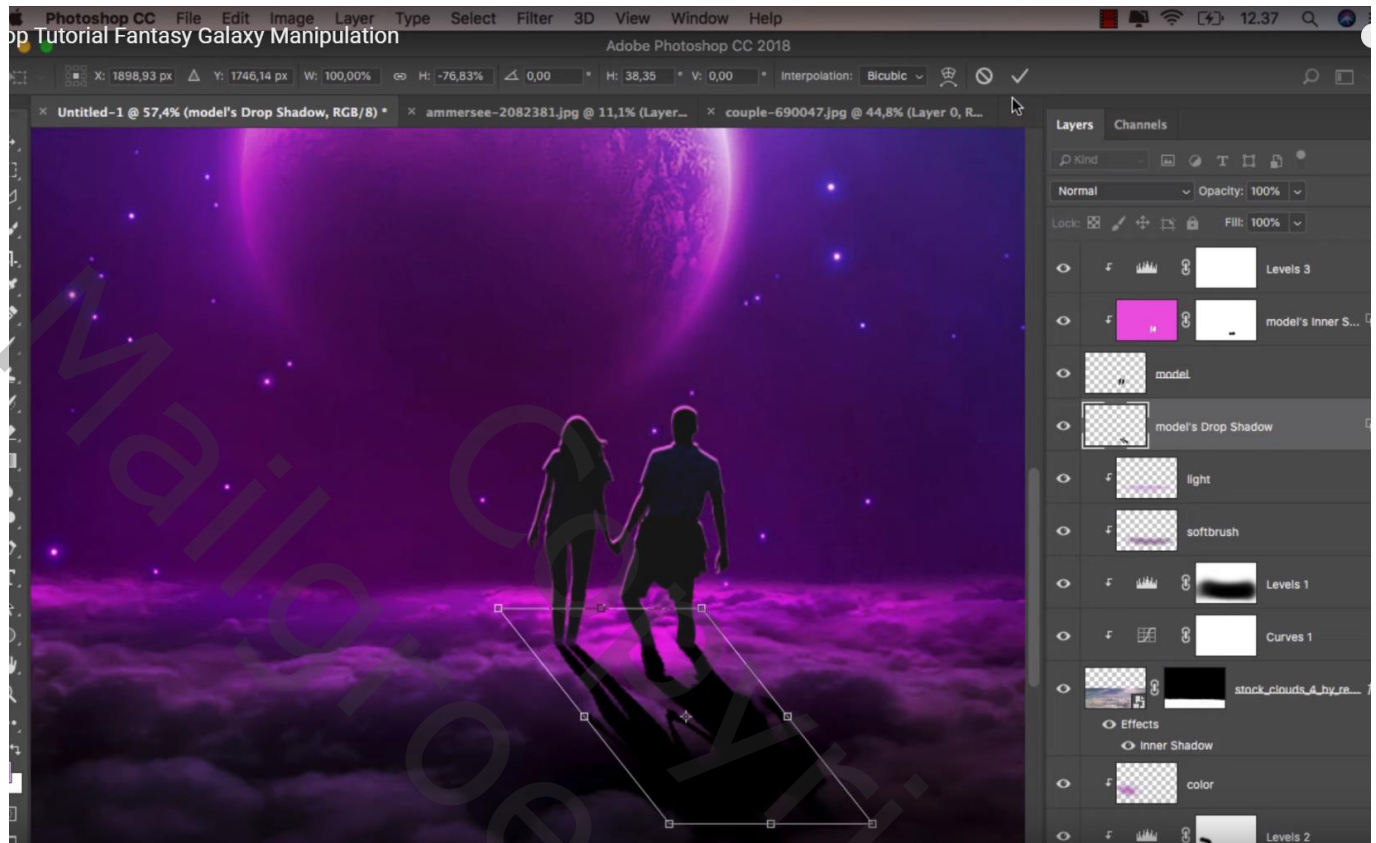 Photoshop CC File Edit Image Layer Type Select Filter 3D View Window Help 12.37
op Tutorial Fantasy Galaxy Manipulation
Adobe Photoshop CC 2018
X: 1898,93 px Y: 1746,14 px W: 100,00% H: -76,83% 0,00 ° H: 38,35 ° V: 0,00 ° Interpolation: Bicubic
× Untitled-1 @ 57,4% (model's Drop Shadow, RGB/8) * × ammersee-2082381.jpg @ 11,1% (Layer... × couple-690047.jpg @ 44,8% (Layer 0, R...
Layers Channels
Kind
Normal Opacity: 100%
Lock: Fill: 100%
Levels 3
model's Inner S...
model
model's Drop Shadow
light
softbrush
Levels 1
Curves 1
stock_clouds_4_by_re...
Effects
Inner Shadow
color
Levels 2